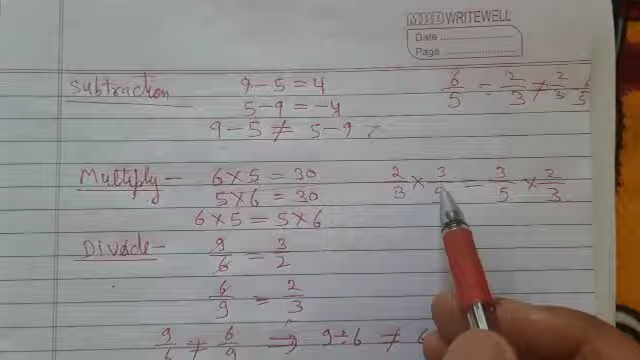 WRITEWELL
Date
Page
Subtraction 9 - 5 = 4
5 - 9 = -4
9 - 5 ≠ 5 - 9
6/5 - 2/3 ≠ 2/3
Multiply - 6 × 5 = 30
5 × 6 = 30
6 × 5 = 5 × 6
2/3 × 3/5 = 3/5 × 2/3
Divide - 9/6 = 3/2
6/9 = 2/3
9/6 ≠ 6/9 ⇒ 9 ÷ 6 ≠ 6